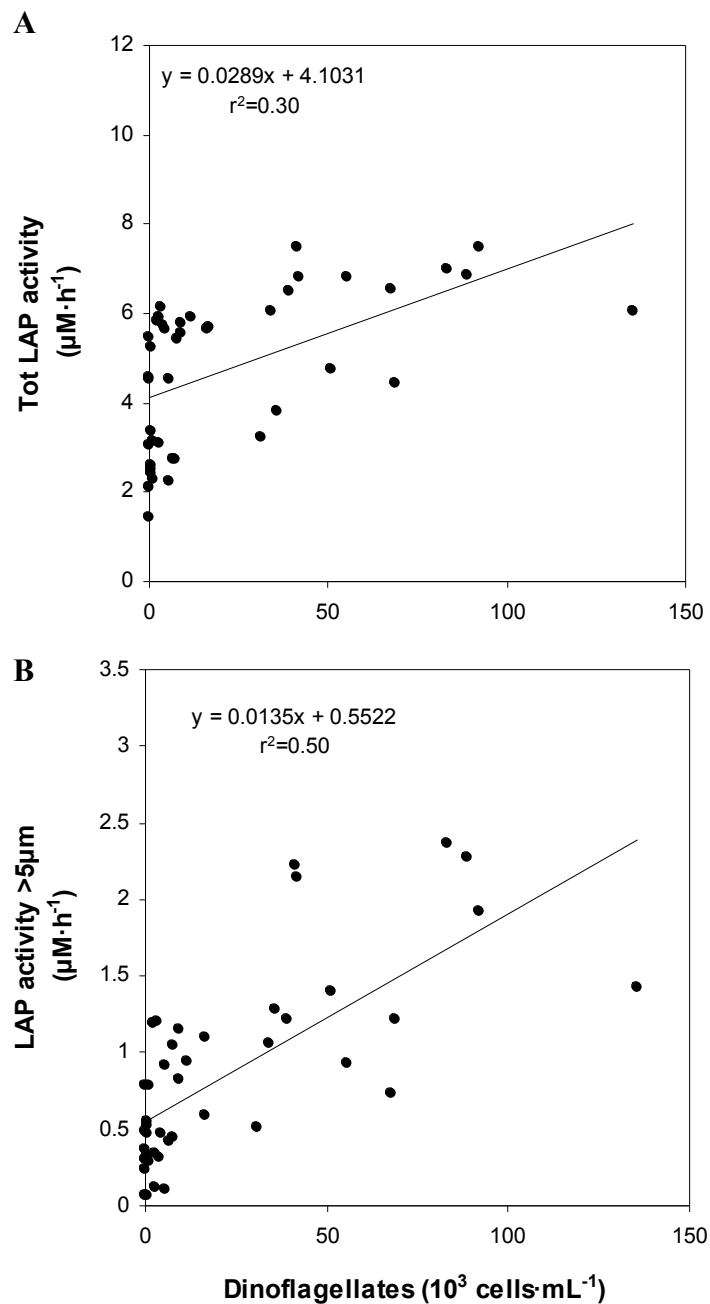 A
12
10
8
6
4
2
0
y = 0.0289x + 4.1031
r²=0.30
Tot LAP activity
(µM·h⁻¹)
0 50 100 150
B
3.5
3
2.5
2
1.5
1
0.5
0
y = 0.0135x + 0.5522
r²=0.50
LAP activity >5µm
(µM·h⁻¹)
0 50 100 150
Dinoflagellates (10³ cells·mL⁻¹)